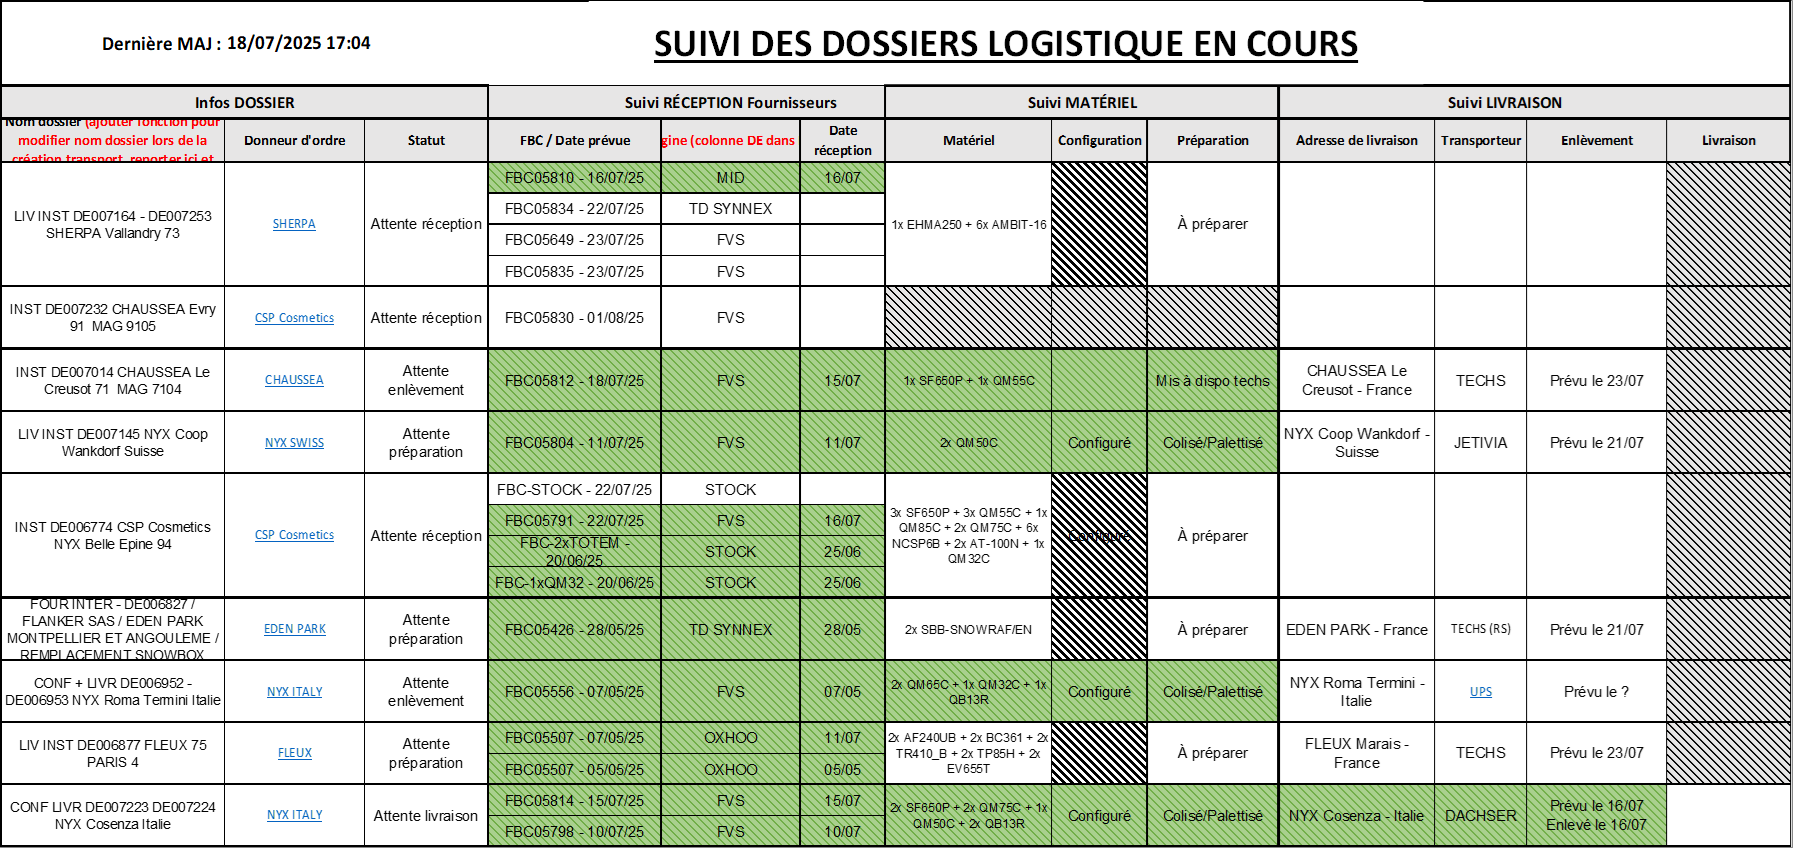 Dernière MAJ : 18/07/2025 17:04
SUIVI DES DOSSIERS LOGISTIQUE EN COURS
Infos DOSSIER
Suivi RÉCEPTION Fournisseurs
Suivi MATÉRIEL
Suivi LIVRAISON
Nom dossier (ajouter fonction pour
modifier nom dossier lors de la
création transport, reporter ici et
Donneur d'ordre
Statut
FBC / Date prévue
gine (colonne DE dans
Date
réception
Matériel
Configuration
Préparation
Adresse de livraison
Transporteur
Enlèvement
Livraison
LIV INST DE007164 - DE007253
SHERPA Vallandry 73
SHERPA
Attente réception
FBC05810 - 16/07/25
MID
16/07
FBC05834 - 22/07/25
TD SYNNEX
FBC05649 - 23/07/25
FVS
FBC05835 - 23/07/25
FVS
1x EHMA250 + 6x AMBIT-16
À préparer
INST DE007232 CHAUSSEA Evry
91 MAG 9105
CSP Cosmetics
Attente réception
FBC05830 - 01/08/25
FVS
INST DE007014 CHAUSSEA Le
Creusot 71 MAG 7104
CHAUSSEA
Attente
enlèvement
FBC05812 - 18/07/25
FVS
15/07
1x SF650P + 1x QM55C
Mis à dispo techs
CHAUSSEA Le
Creusot - France
TECHS
Prévu le 23/07
LIV INST DE007145 NYX Coop
Wankdorf Suisse
NYX SWISS
Attente
préparation
FBC05804 - 11/07/25
FVS
11/07
2x QM50C
Configuré
Colisé/Palettisé
NYX Coop Wankdorf -
Suisse
JETIVIA
Prévu le 21/07
INST DE006774 CSP Cosmetics
NYX Belle Epine 94
CSP Cosmetics
Attente réception
FBC-STOCK - 22/07/25
STOCK
FBC05791 - 22/07/25
FVS
16/07
FBC-2xTOTEM -
20/06/25
STOCK
25/06
FBC-1xQM32 - 20/06/25
STOCK
25/06
3x SF650P + 3x QM55C + 1x
QM85C + 2x QM75C + 6x
NCSP6B + 2x AT-100N + 1x
QM32C
Configuré
À préparer
FOUR INTER - DE006827 /
FLANKER SAS / EDEN PARK
MONTPELLIER ET ANGOULEME /
REMPLACEMENT SNOWBOX
EDEN PARK
Attente
préparation
FBC05426 - 28/05/25
TD SYNNEX
28/05
2x SBB-SNOWRAF/EN
À préparer
EDEN PARK - France
TECHS (RS)
Prévu le 21/07
CONF + LIVR DE006952 -
DE006953 NYX Roma Termini Italie
NYX ITALY
Attente
enlèvement
FBC05556 - 07/05/25
FVS
07/05
2x QM65C + 1x QM32C + 1x
QB13R
Configuré
Colisé/Palettisé
NYX Roma Termini -
Italie
UPS
Prévu le ?
LIV INST DE006877 FLEUX 75
PARIS 4
FLEUX
Attente
préparation
FBC05507 - 07/05/25
OXHOO
11/07
FBC05507 - 05/05/25
OXHOO
05/05
2x AF240UB + 2x BC361 + 2x
TR410_B + 2x TP85H + 2x
EV655T
À préparer
FLEUX Marais -
France
TECHS
Prévu le 23/07
CONF LIVR DE007223 DE007224
NYX Cosenza Italie
NYX ITALY
Attente livraison
FBC05814 - 15/07/25
FVS
15/07
FBC05798 - 10/07/25
FVS
10/07
2x SF650P + 2x QM75C + 1x
QM50C + 2x QB13R
Configuré
Colisé/Palettisé
NYX Cosenza - Italie
DACHSER
Prévu le 16/07
Enlevé le 16/07